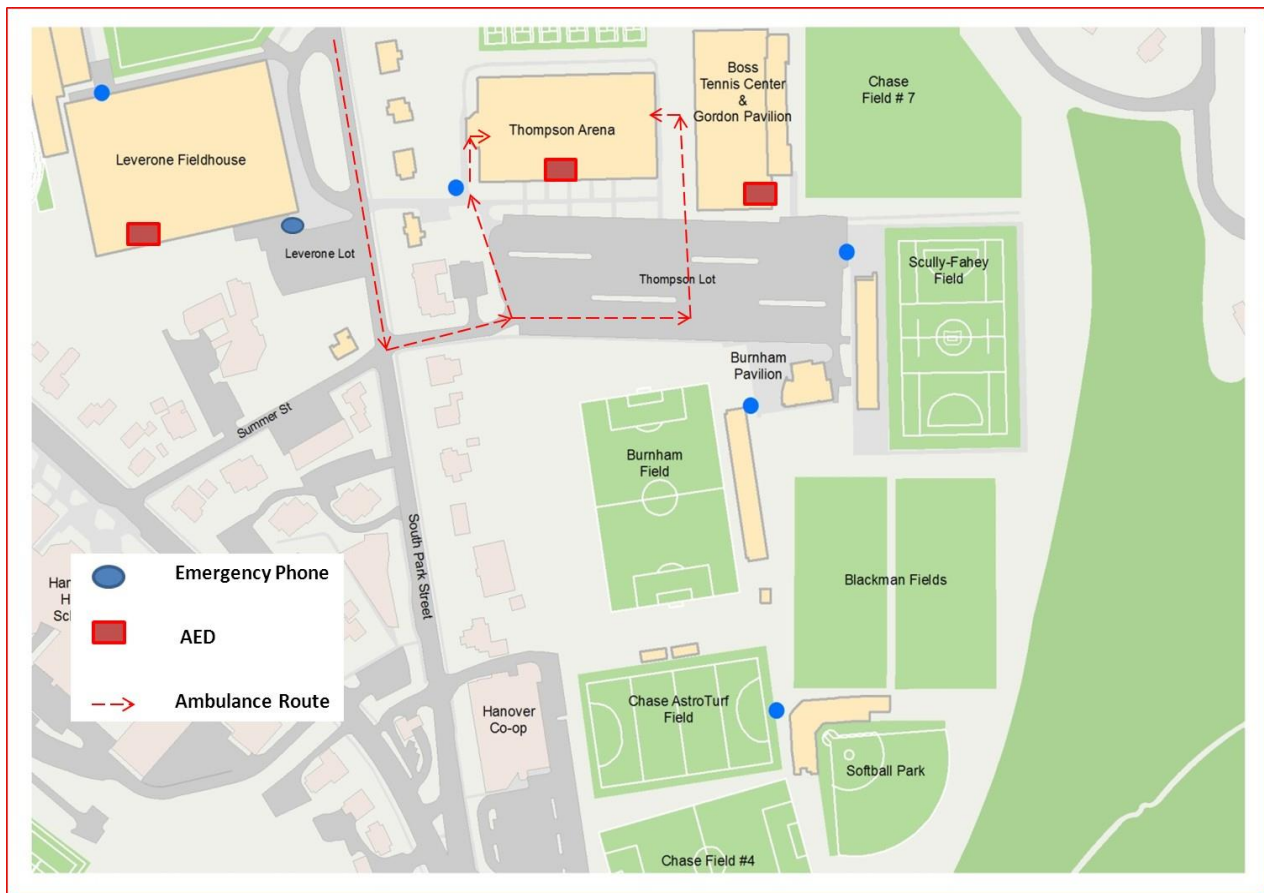 Boss
Tennis Center
&
Gordon Pavilion
Chase
Field # 7
Thompson Arena
Leverone Fieldhouse
Leverone Lot
Thompson Lot
Scully-Fahey
Field
Burnham
Pavilion
Summer St
Burnham
Field
South Park Street
Blackman Fields
Emergency Phone
AED
Ambulance Route
Han
H
Sc
Hanover
Co-op
Chase AstroTurf
Field
Softball Park
Chase Field #4